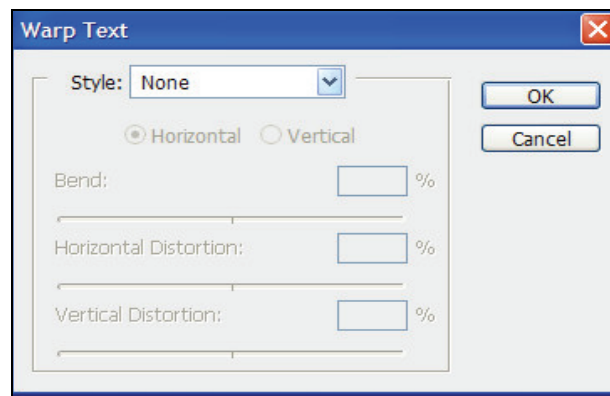 Warp Text
Style: None
OK
Horizontal Vertical
Cancel
Bend: %
Horizontal Distortion: %
Vertical Distortion: %